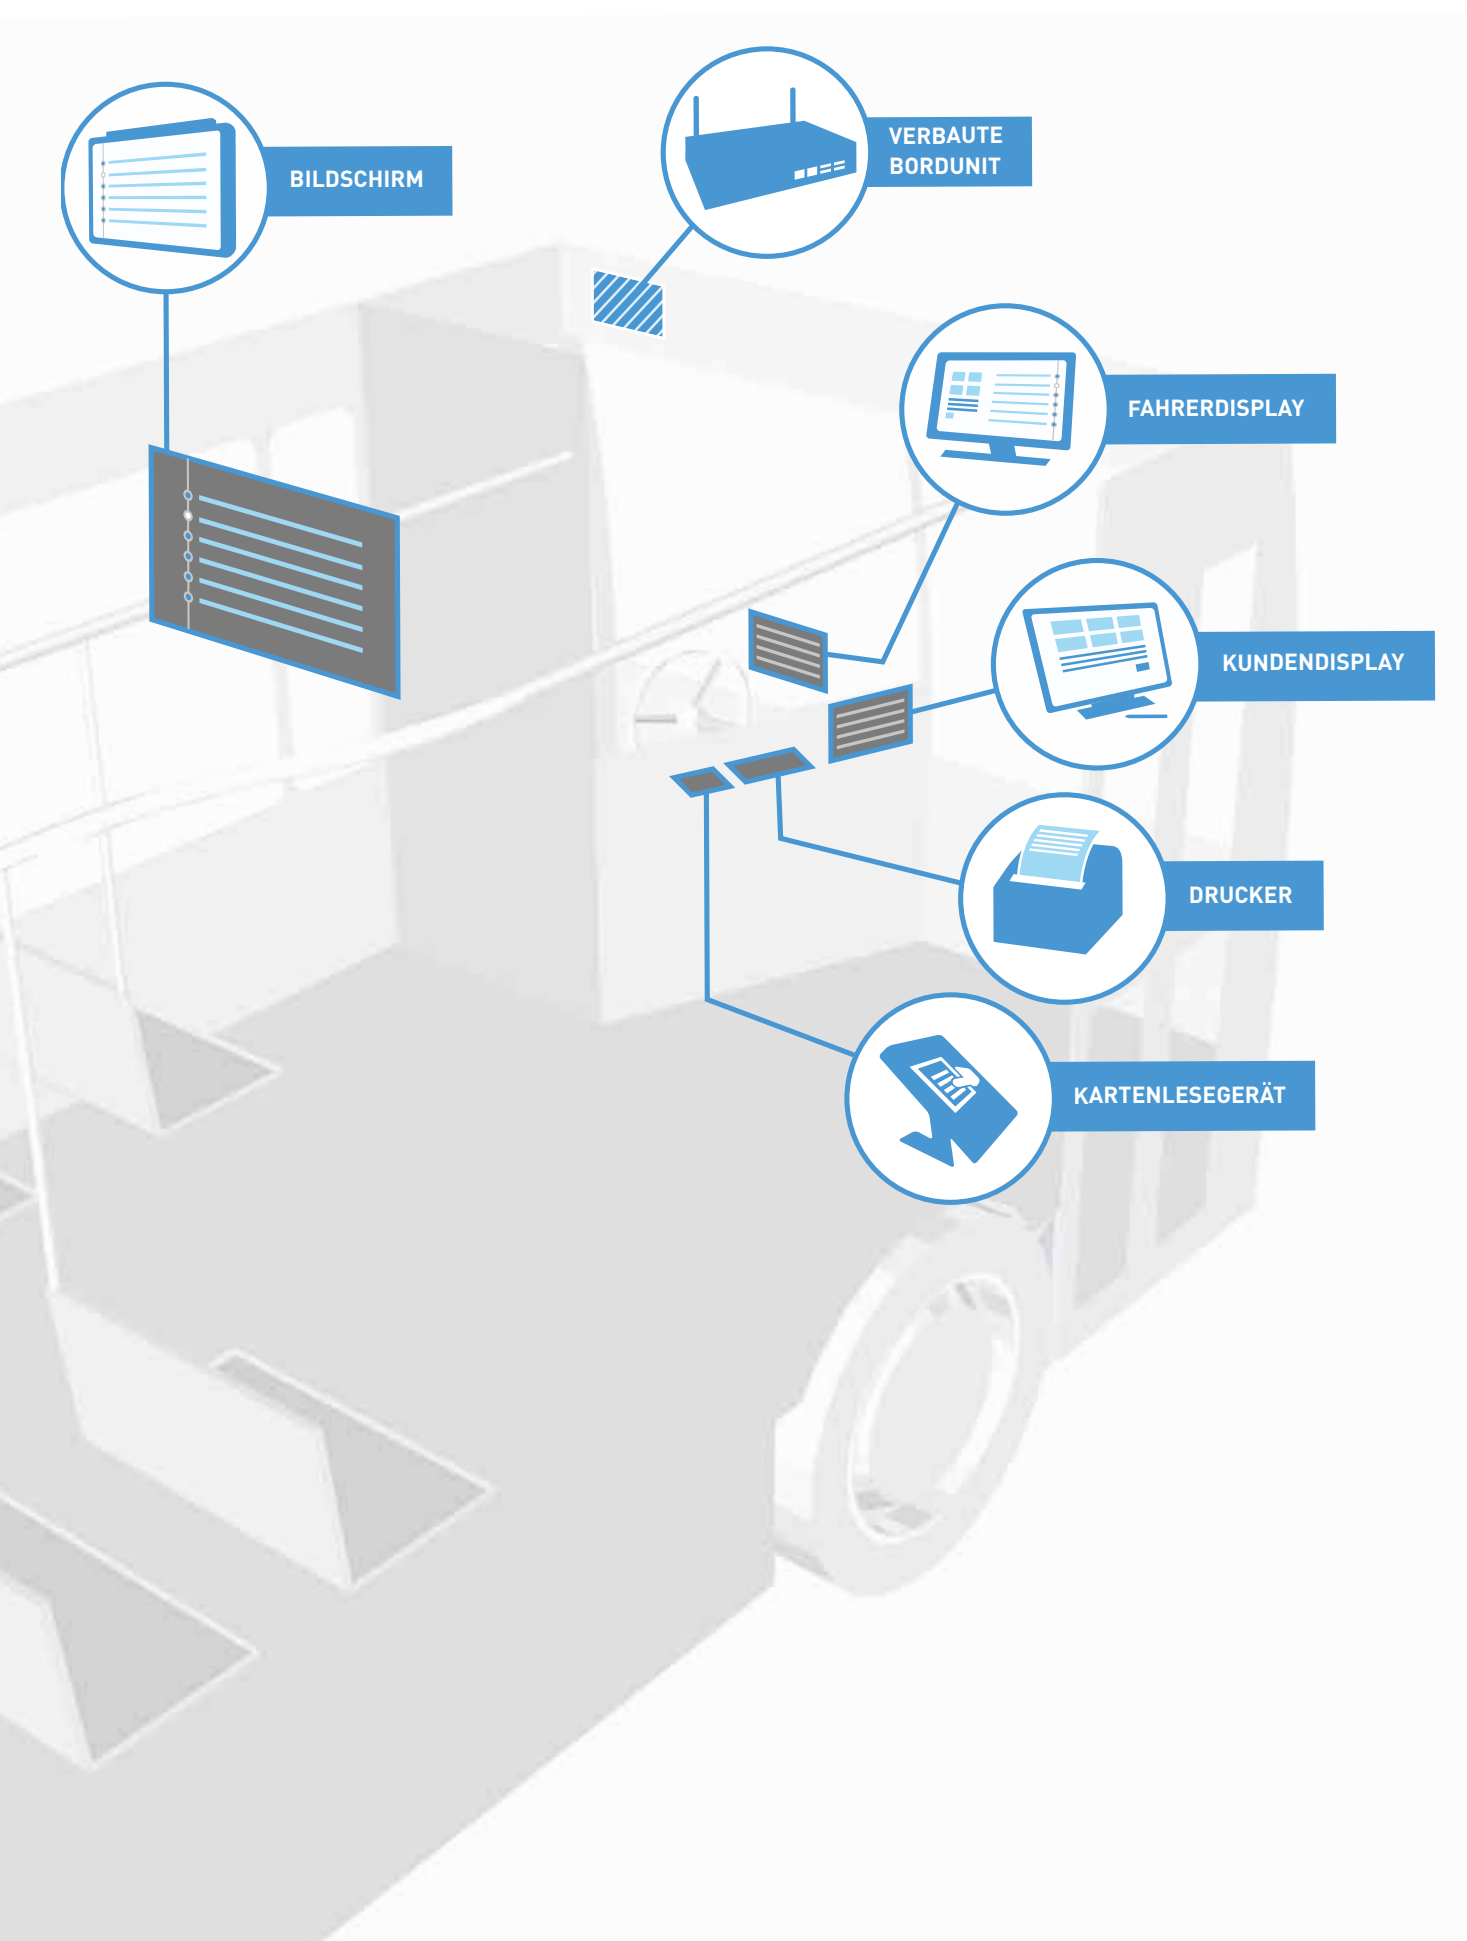 BILDSCHIRM
VERBAUTE
BORDUNIT
FAHRERDISPLAY
KUNDENDISPLAY
DRUCKER
KARTENLESEGERÄT